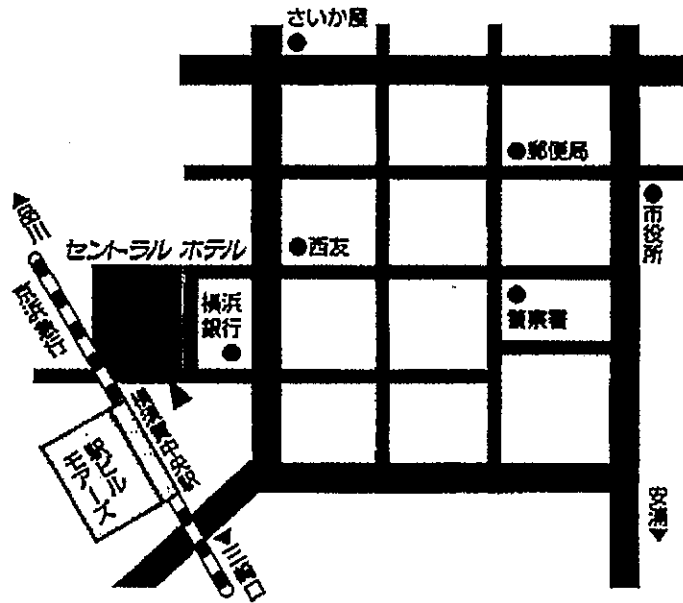 さいか屋
郵便局
市役所
品川
セントラル ホテル
西友
京浜急行
横浜
銀行
警察署
横須賀中央駅
駅ビル
モアーズ
三崎口
安浦